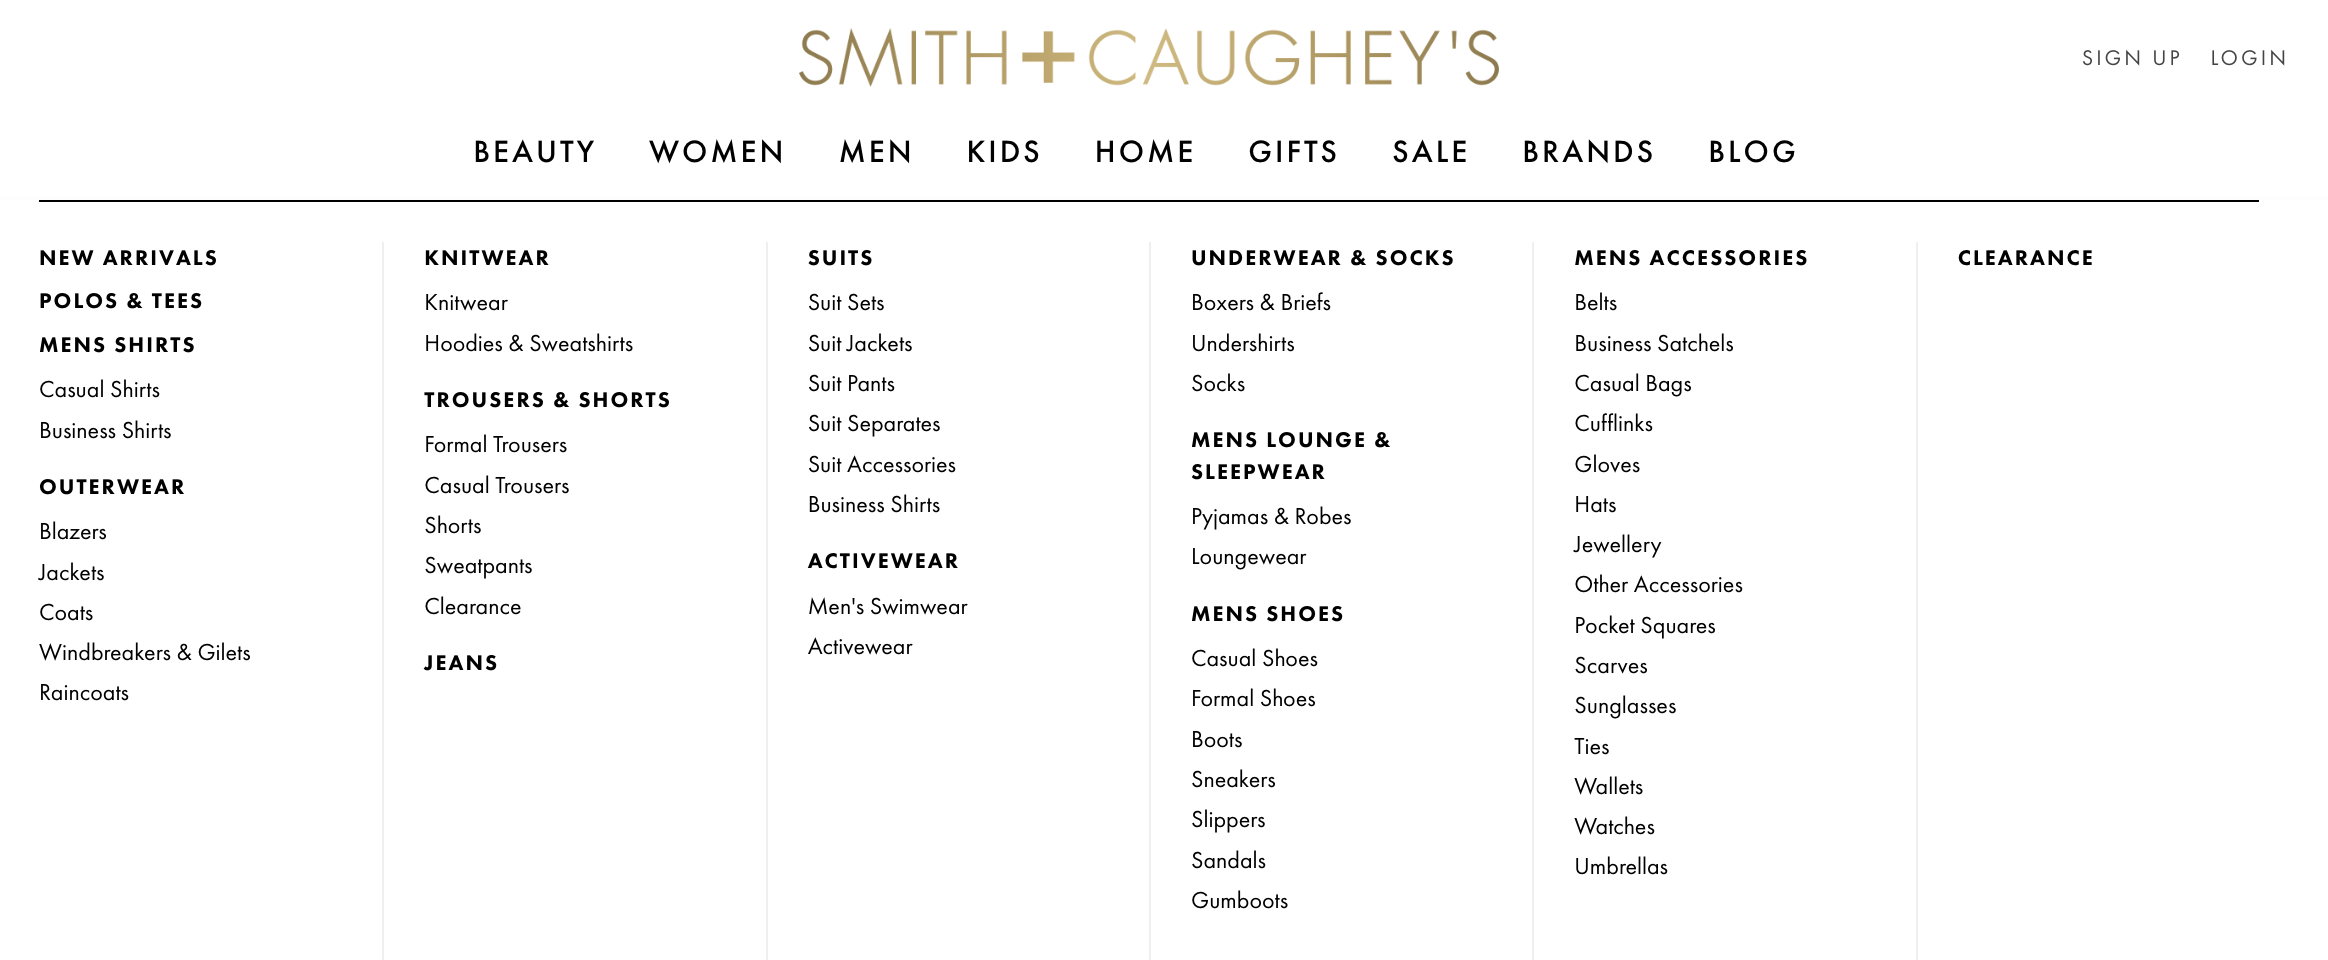 SMITH+CAUGHEY'S
SIGN UP LOGIN
BEAUTY WOMEN MEN KIDS HOME GIFTS SALE BRANDS BLOG
NEW ARRIVALS
POLOS & TEES
MENS SHIRTS
Casual Shirts
Business Shirts
OUTERWEAR
Blazers
Jackets
Coats
Windbreakers & Gilets
Raincoats
KNITWEAR
Knitwear
Hoodies & Sweatshirts
TROUSERS & SHORTS
Formal Trousers
Casual Trousers
Shorts
Sweatpants
Clearance
JEANS
SUITS
Suit Sets
Suit Jackets
Suit Pants
Suit Separates
Suit Accessories
Business Shirts
ACTIVEWEAR
Men's Swimwear
Activewear
UNDERWEAR & SOCKS
Boxers & Briefs
Undershirts
Socks
MENS LOUNGE &
SLEEPWEAR
Pyjamas & Robes
Loungewear
MENS SHOES
Casual Shoes
Formal Shoes
Boots
Sneakers
Slippers
Sandals
Gumboots
MENS ACCESSORIES
Belts
Business Satchels
Casual Bags
Cufflinks
Gloves
Hats
Jewellery
Other Accessories
Pocket Squares
Scarves
Sunglasses
Ties
Wallets
Watches
Umbrellas
CLEARANCE